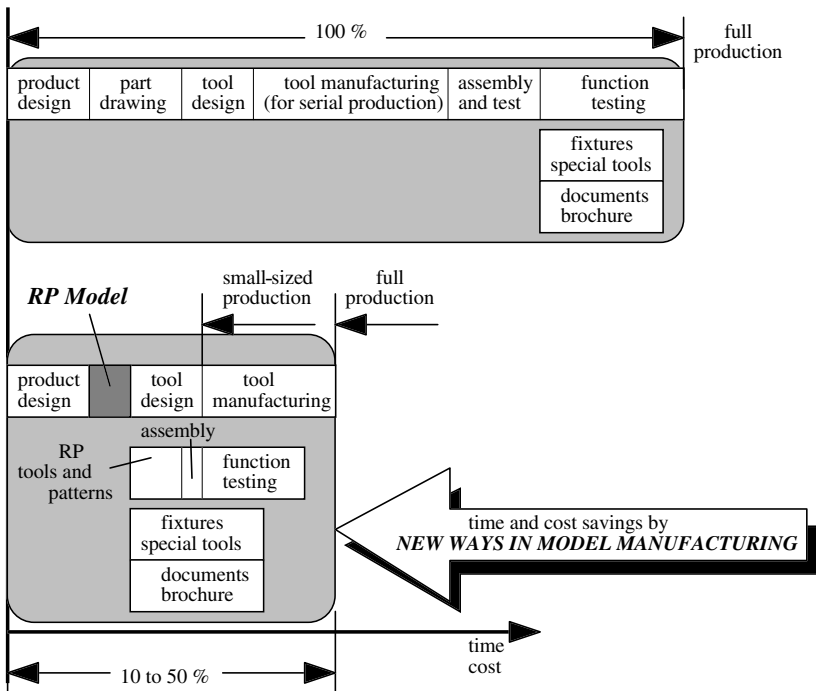 100 %
full
production
product
design
part
drawing
tool
design
tool manufacturing
(for serial production)
assembly
and test
function
testing
fixtures
special tools
documents
brochure
RP Model
small-sized
production
full
production
product
design
tool
design
tool
manufacturing
assembly
RP
tools and
patterns
function
testing
fixtures
special tools
documents
brochure
time and cost savings by
NEW WAYS IN MODEL MANUFACTURING
time
cost
10 to 50 %